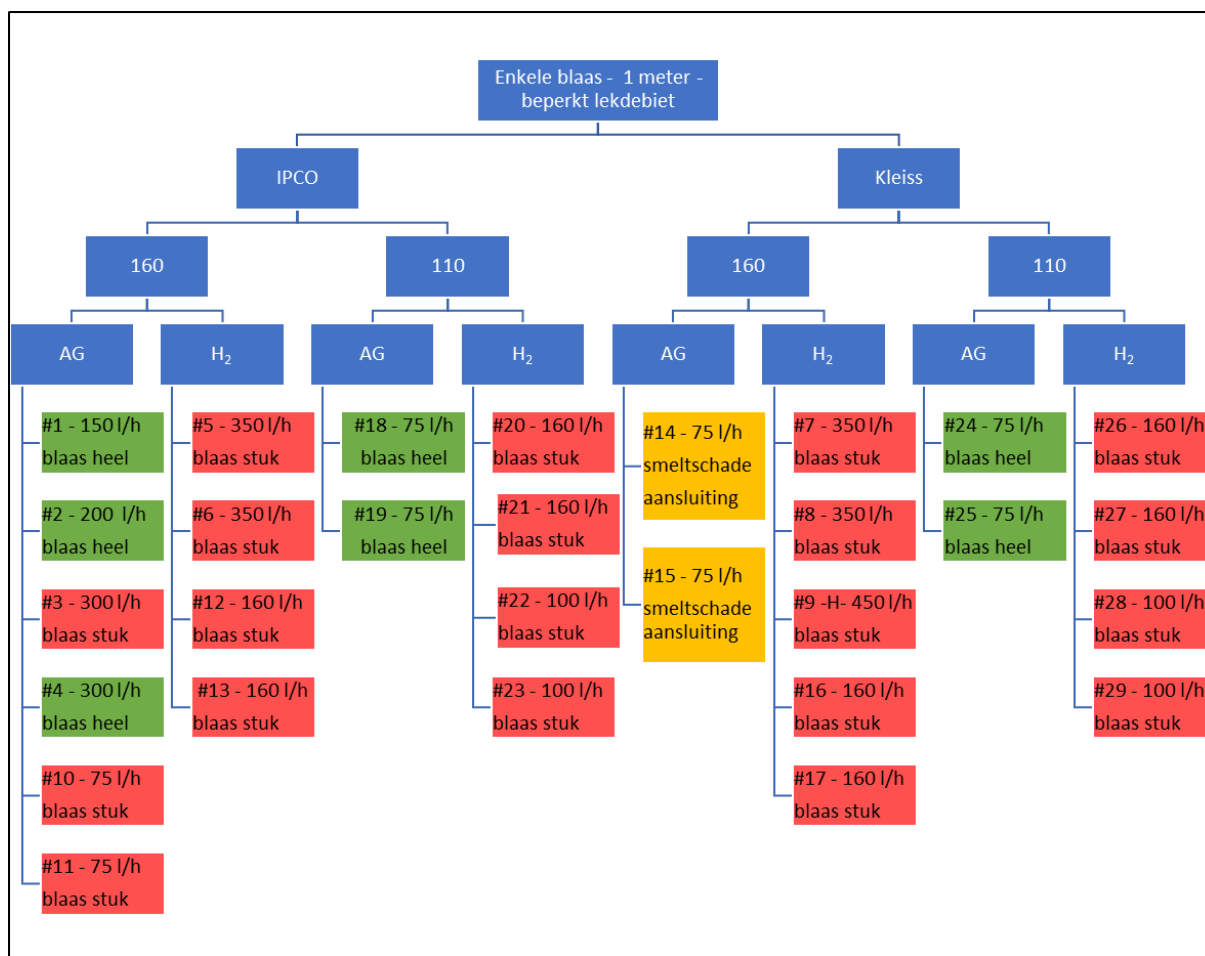 Enkele blaas -  1 meter -
beperkt lekdebiet
IPCO
Kleiss
160
110
160
110
AG
H₂
AG
H₂
AG
H₂
AG
H₂
#1 - 150 l/h
blaas heel
#2 - 200  l/h
blaas heel
#3 - 300 l/h
blaas stuk
#4 - 300 l/h
blaas heel
#10 - 75 l/h
blaas stuk
#11 - 75 l/h
blaas stuk
#5 - 350 l/h
blaas stuk
#6 - 350 l/h
blaas stuk
#12 - 160 l/h
blaas stuk
#13 - 160 l/h
blaas stuk
#18 - 75 l/h
blaas heel
#19 - 75 l/h
blaas heel
#20 - 160 l/h
blaas stuk
#21 - 160 l/h
blaas stuk
#22 - 100 l/h
blaas stuk
#23 - 100 l/h
blaas stuk
#14 - 75 l/h
smeltschade
aansluiting
#15 - 75 l/h
smeltschade
aansluiting
#7 - 350 l/h
blaas stuk
#8 - 350 l/h
blaas stuk
#9 -H- 450 l/h
blaas stuk
#16 - 160 l/h
blaas stuk
#17 - 160 l/h
blaas stuk
#24 - 75 l/h
blaas heel
#25 - 75 l/h
blaas heel
#26 - 160 l/h
blaas stuk
#27 - 160 l/h
blaas stuk
#28 - 100 l/h
blaas stuk
#29 - 100 l/h
blaas stuk